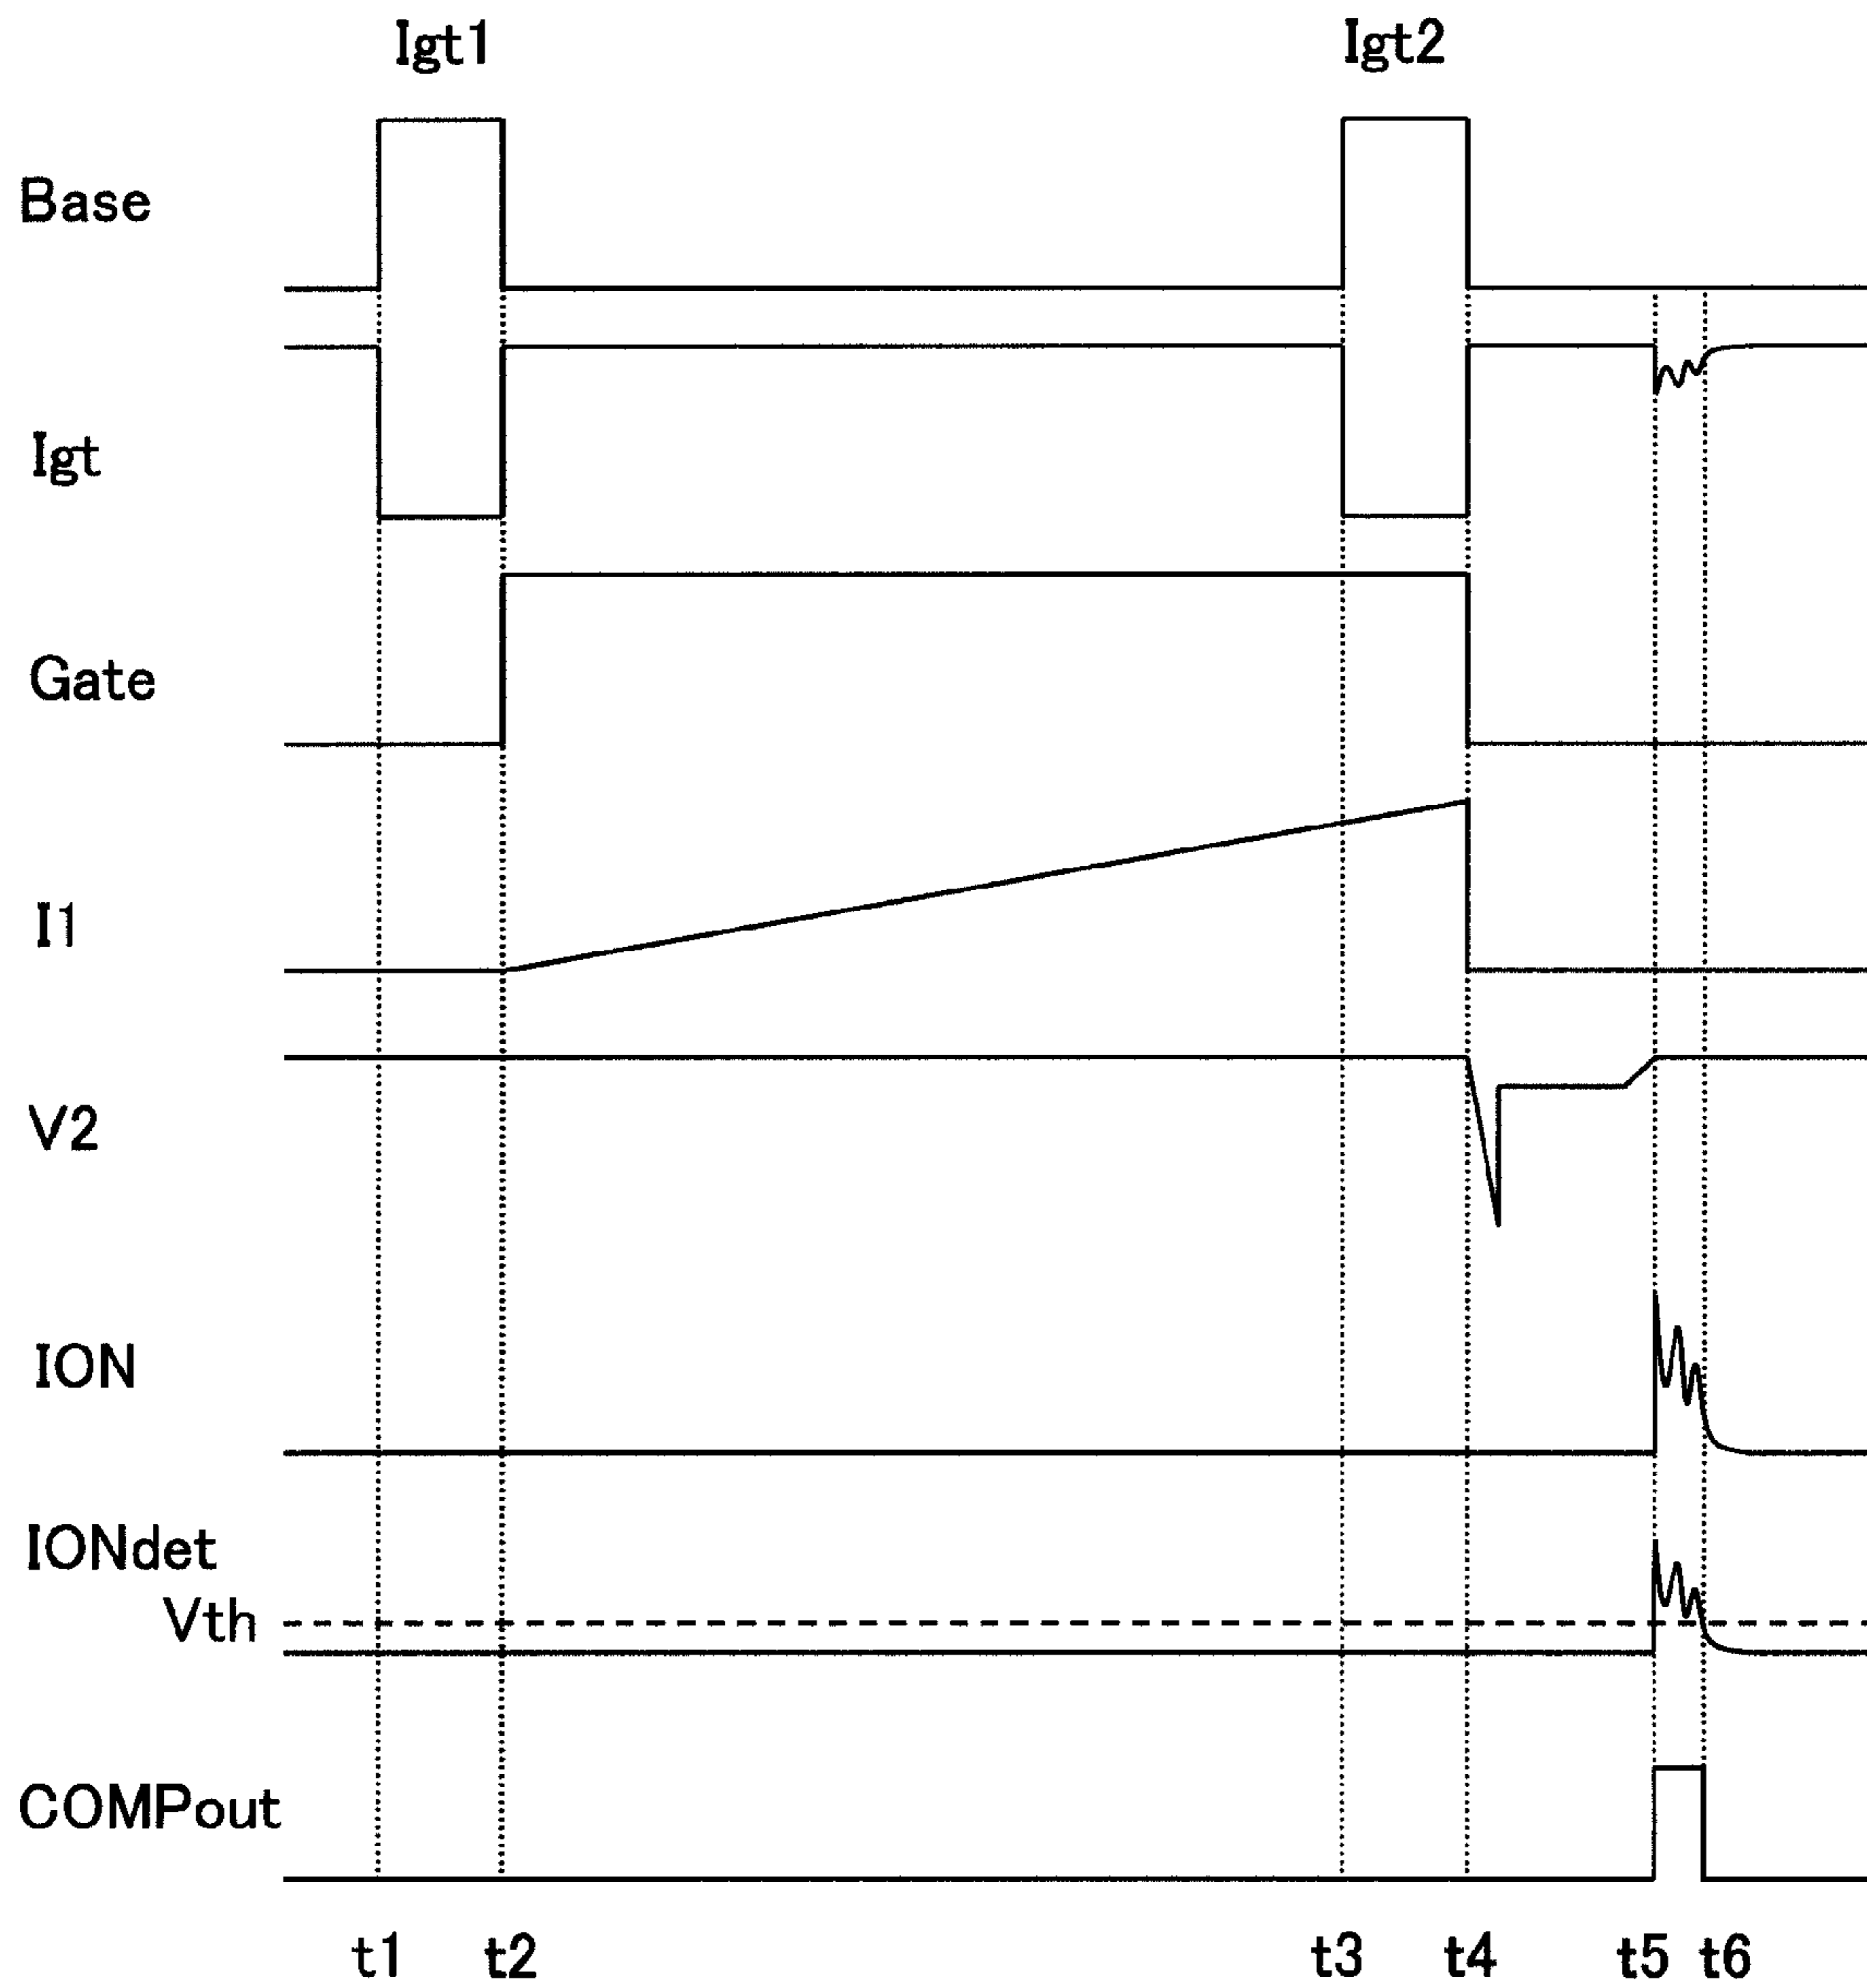 Igt1 Igt2
Base
Igt
Gate
I1
V2
ION
IONdet
Vth
COMPout
t1 t2 t3 t4 t5 t6